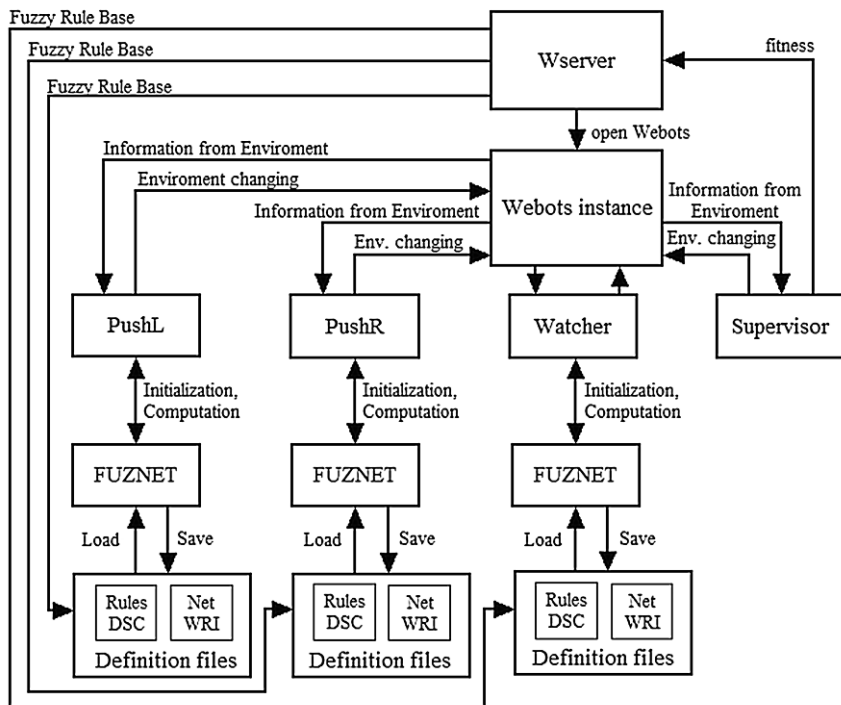 Fuzzy Rule Base
Fuzzy Rule Base
Fuzzy Rule Base
Wserver
fitness
open Webots
Information from Enviroment
Enviroment changing
Information from Enviroment
Env. changing
Webots instance
Information from
Enviroment
Env. changing
PushL
PushR
Watcher
Supervisor
Initialization,
Computation
Initialization,
Computation
Initialization,
Computation
FUZNET
FUZNET
FUZNET
Load
Save
Load
Save
Load
Save
Rules
DSC
Net
WRI
Definition files
Rules
DSC
Net
WRI
Definition files
Rules
DSC
Net
WRI
Definition files